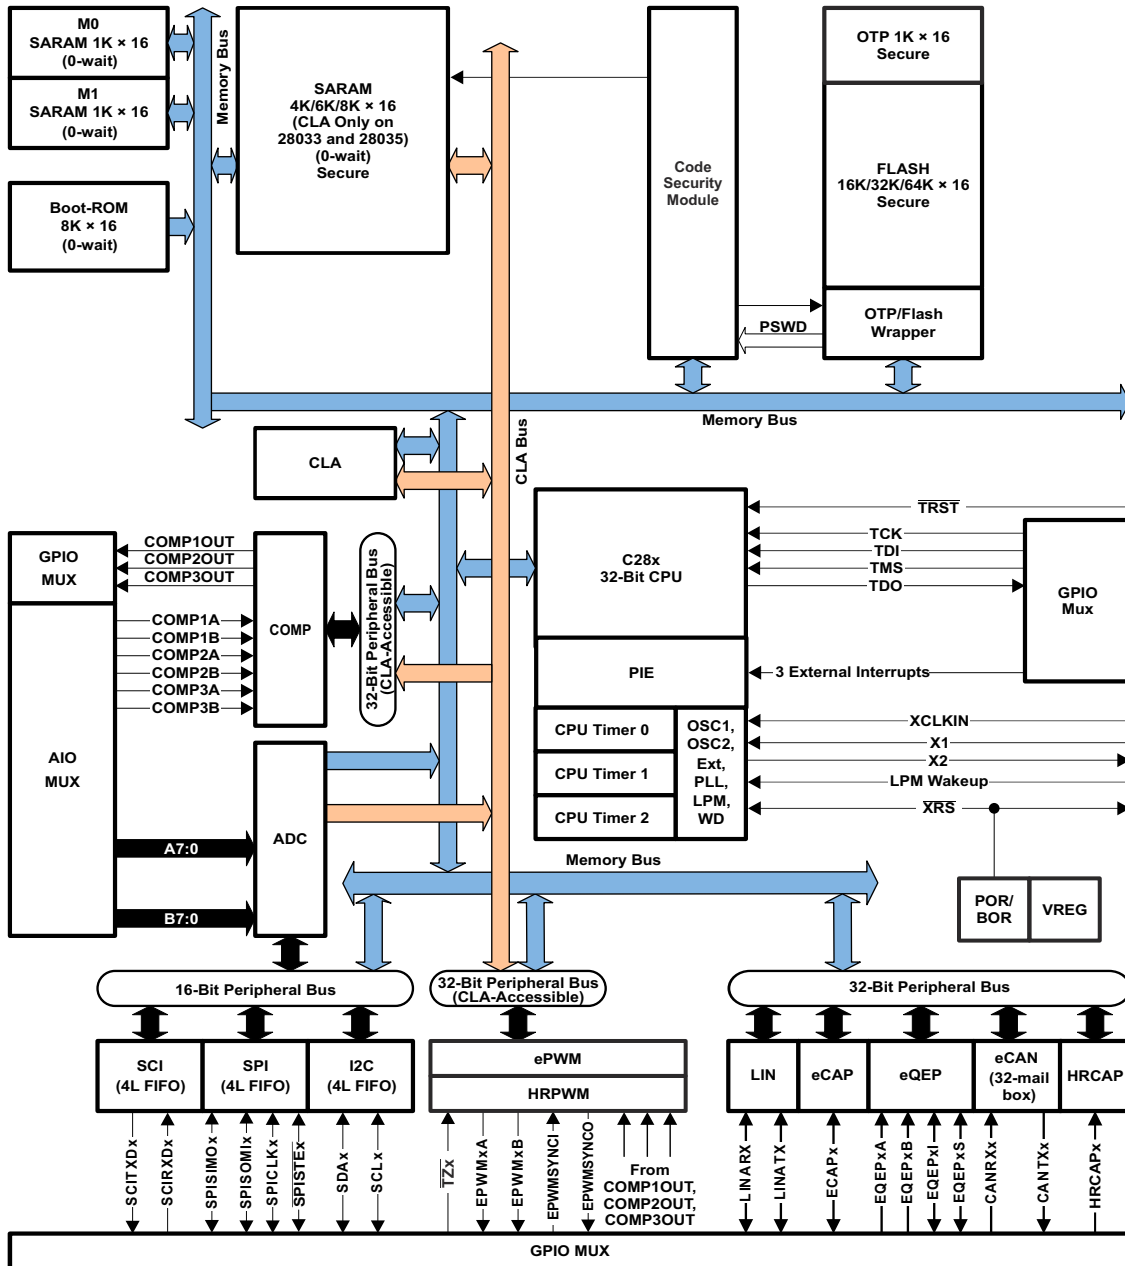 M0
SARAM 1K × 16
(0-wait)
M1
SARAM 1K × 16
(0-wait)
Boot-ROM
8K × 16
(0-wait)
Memory Bus
SARAM
4K/6K/8K × 16
(CLA Only on
28033 and 28035)
(0-wait)
Secure
Code
Security
Module
OTP 1K × 16
Secure
FLASH
16K/32K/64K × 16
Secure
OTP/Flash
Wrapper
PSWD
Memory Bus
CLA Bus
CLA
C28x
32-Bit CPU
TRST
TCK
TDI
TMS
TDO
GPIO
Mux
GPIO
MUX
COMP1OUT
COMP2OUT
COMP3OUT
COMP1A
COMP1B
COMP2A
COMP2B
COMP3A
COMP3B
COMP
32-Bit Peripheral Bus
(CLA-Accessible)
PIE
3 External Interrupts
CPU Timer 0
CPU Timer 1
CPU Timer 2
OSC1,
OSC2,
Ext,
PLL,
LPM,
WD
XCLKIN
X1
X2
LPM Wakeup
XRS
AIO
MUX
A7:0
B7:0
ADC
Memory Bus
POR/
BOR
VREG
16-Bit Peripheral Bus
32-Bit Peripheral Bus
(CLA-Accessible)
32-Bit Peripheral Bus
SCI
(4L FIFO)
SPI
(4L FIFO)
I2C
(4L FIFO)
ePWM
HRPWM
LIN
eCAP
eQEP
eCAN
(32-mail
box)
HRCAP
SCITXDx
SCIRXDx
SPISIMOx
SPISOMIx
SPICLKx
SPISTEx
SDAx
SCLx
TZx
EPWMxA
EPWMxB
EPWMSYNCI
EPWMSYNCO
From
COMP1OUT,
COMP2OUT,
COMP3OUT
LINARX
LINATX
ECAPx
EQEPxA
EQEPxB
EQEPxI
EQEPxS
CANRXx
CANTXx
HRCAPx
GPIO MUX